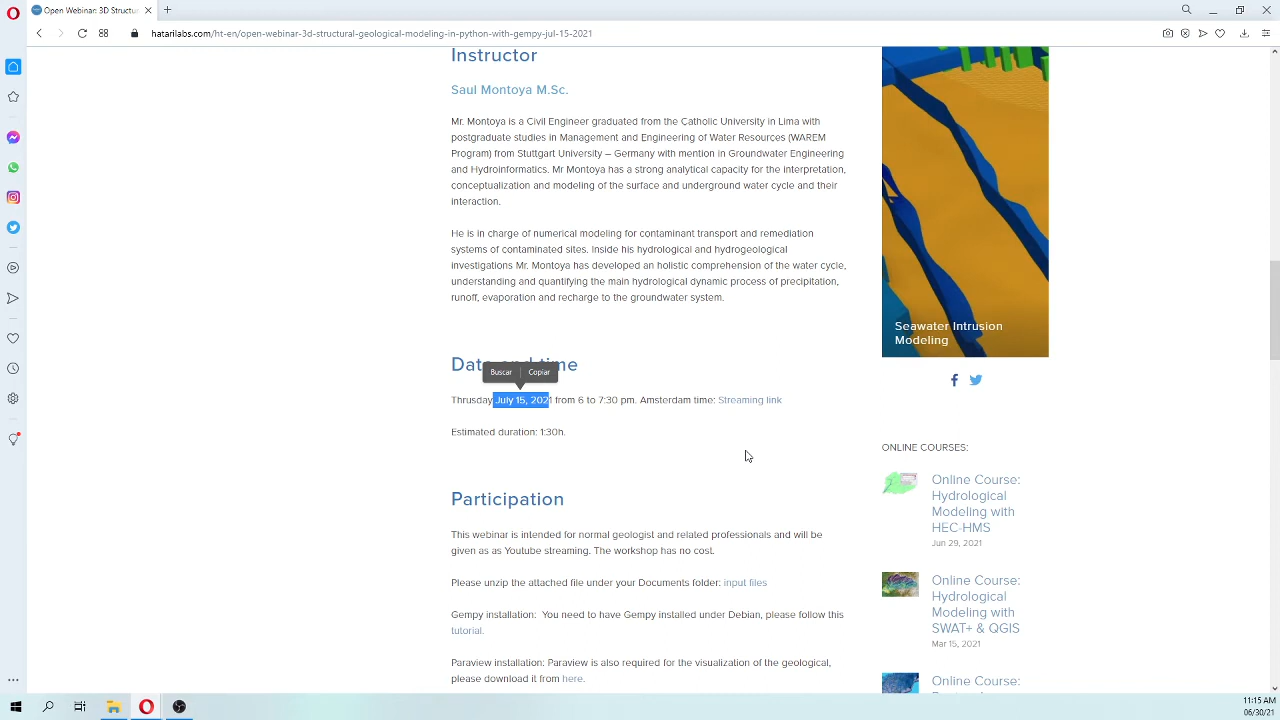 Open Webinar: 3D Structur
hatarilabs.com/ht-en/open-webinar-3d-structural-geological-modeling-in-python-with-gempy-jul-15-2021
Instructor
Saul Montoya M.Sc.
Mr. Montoya is a Civil Engineer graduated from the Catholic University in Lima with
postgraduate studies in Management and Engineering of Water Resources (WAREM
Program) from Stuttgart University – Germany with mention in Groundwater Engineering
and Hydroinformatics. Mr Montoya has a strong analytical capacity for the interpretation,
conceptualization and modeling of the surface and underground water cycle and their
interaction.
He is in charge of numerical modeling for contaminant transport and remediation
systems of contaminated sites. Inside his hydrological and hydrogeological
investigations Mr. Montoya has developed an holistic comprehension of the water cycle,
understanding and quantifying the main hydrological dynamic process of precipitation,
runoff, evaporation and recharge to the groundwater system.
Date and time
Buscar Copiar
Thrusday July 15, 2021 from 6 to 7:30 pm. Amsterdam time: Streaming link
Estimated duration: 1:30h.
Participation
This webinar is intended for normal geologist and related professionals and will be
given as as Youtube streaming. The workshop has no cost.
Please unzip the attached file under your Documents folder: input files
Gempy installation: You need to have Gempy installed under Debian, please follow this
tutorial.
Paraview installation: Paraview is also required for the visualization of the geological,
please download it from here.
Seawater Intrusion
Modeling
ONLINE COURSES:
Online Course:
Hydrological
Modeling with
HEC-HMS
Jun 29, 2021
Online Course:
Hydrological
Modeling with
SWAT+ & QGIS
Mar 15, 2021
Online Course:
11:15 AM
06/30/21